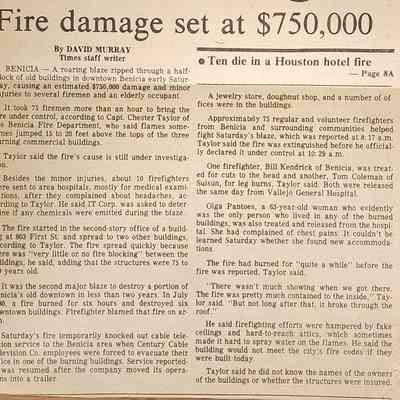 Fire damage set at $750,000
By DAVID MURRAY
Times staff writer
BENICIA — A roaring blaze ripped through a half-
block of old buildings in downtown Benicia early Satur-
day, causing an estimated $750,000 damage and minor
injuries to several firemen and an elderly occupant.
It took 75 firemen more than an hour to bring the
fire under control, according to Capt. Chester Taylor of
the Benicia Fire Department, who said flames some-
times jumped 15 to 20 feet above the tops of the three
burning commercial buildings.
Taylor said the fire's cause is still under investiga-
tion.
Besides the minor injuries, about 10 firefighters
were sent to area hospitals, mostly for medical exami-
nations, after they complained about headaches, ac-
cording to Taylor. He said IT Corp. was asked to deter-
mine if any chemicals were emitted during the blaze.
The fire started in the second-story office of a build-
ing at 903 First St. and spread to two other buildings,
according to Taylor. The fire spread quickly because
there was "very little or no fire blocking" between the
buildings, he said, adding the structures were 75 to
years old.
It was the second major blaze to destroy a portion of
Benicia's old downtown in less than two years. In July
a fire burned for six hours and destroyed six
downtown buildings. Firefighter blamed that fire on ar-
Saturday's fire temporarily knocked out cable tele-
vision service to the Benicia area when Century Cable
Television Co. employees were forced to evacuate their
office in one of the burning buildings. Service reported-
was resumed after the company moved its opera-
tions into a trailer.
• Ten die in a Houston hotel fire
— Page 8A
A jewelry store, doughnut shop, and a number of of-
fices were in the buildings.
Approximately 75 regular and volunteer firefighters
from Benicia and surrounding communities helped
fight Saturday's blaze, which was reported at 8:17 a.m.
Taylor said the fire was extinguished before he official-
ly declared it under control at 10:29 a.m.
One firefighter, Bill Kendrick of Benicia, was treat-
ed for cuts to the head and another, Tom Coleman of
Suisun, for leg burns, Taylor said. Both were released
the same day from Vallejo General Hospital.
Olga Pantoes, a 63-year-old woman who evidently
was the only person who lived in any of the burned
buildings, was also treated and released from the hospi-
tal. She had complained of chest pains. It couldn't be
learned Saturday whether she found new accommoda-
tions.
The fire had burned for "quite a while" before the
fire was reported, Taylor said.
"There wasn't much showing when we got there.
The fire was pretty much contained to the inside," Tay-
lor said. "But not long after that, it broke through the
roof."
He said firefighting efforts were hampered by fake
ceilings and hard-to-reach attics, which sometimes
made it hard to spray water on the flames. He said the
building would not meet the city's fire codes if they
were built today.
Taylor said he did not know the names of the owners
of the buildings or whether the structures were insured.